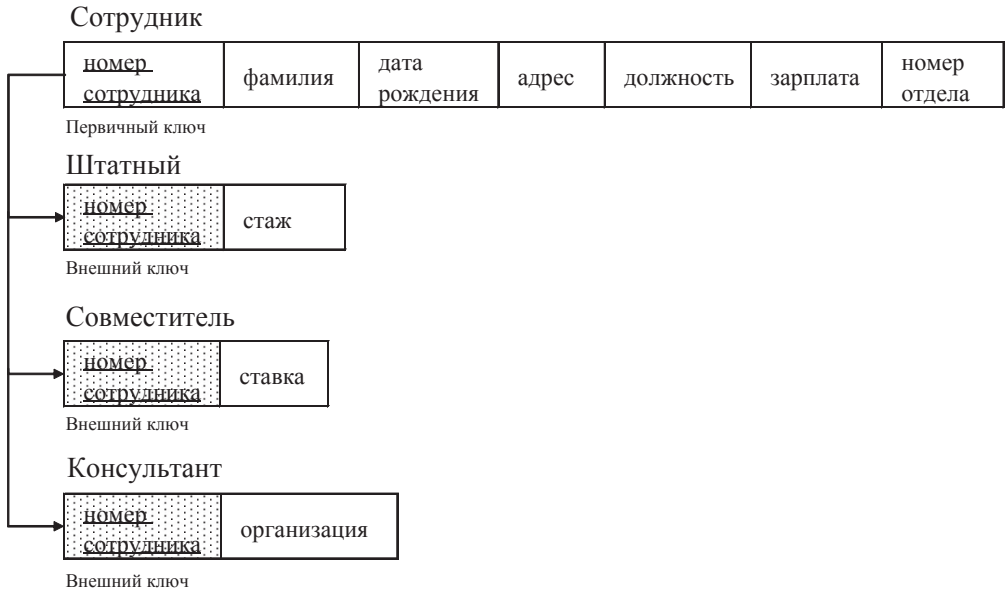 Сотрудник
номер фамилия дата адрес должность зарплата номер
сотрудника рождения отдела
Первичный ключ
Штатный
номер стаж
сотрудника
Внешний ключ
Совместитель
номер ставка
сотрудника
Внешний ключ
Консультант
номер организация
сотрудника
Внешний ключ